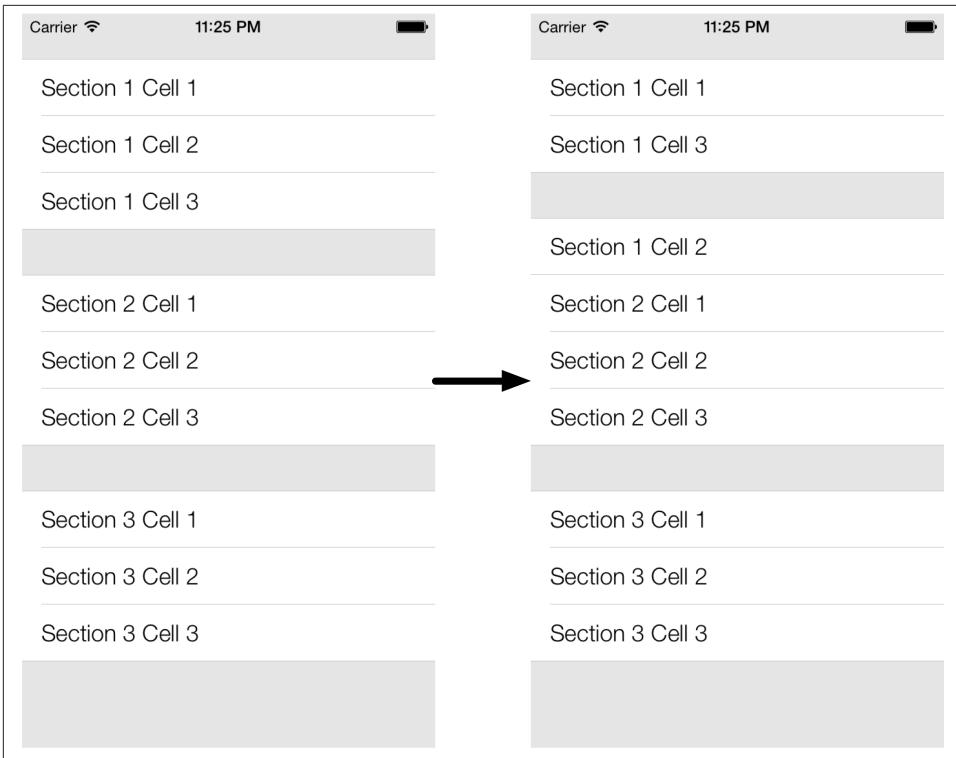 Carrier 11:25 PM
Section 1 Cell 1
Section 1 Cell 2
Section 1 Cell 3
Section 2 Cell 1
Section 2 Cell 2
Section 2 Cell 3
Section 3 Cell 1
Section 3 Cell 2
Section 3 Cell 3
Carrier 11:25 PM
Section 1 Cell 1
Section 1 Cell 3
Section 1 Cell 2
Section 2 Cell 1
Section 2 Cell 2
Section 2 Cell 3
Section 3 Cell 1
Section 3 Cell 2
Section 3 Cell 3